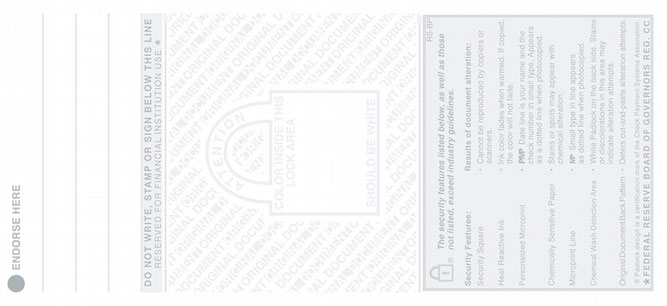 ENDORSE HERE
DO NOT WRITE, STAMP OR SIGN BELOW THIS LINE
RESERVED FOR FINANCIAL INSTITUTION USE ★
ORIGINAL DOCUMENT
COLOR INSIDE THIS
LOCK AREA
SHOULD BE WHITE
RS-BP
The security features listed below, as well as those
not listed, exceed industry guidelines.
Security Features: Results of document alteration:
Security Square • Cannot be reproduced by copiers or
scanners.
Heat Reactive Ink • Ink color fades when warmed. If copied,
the color will not fade.
Personalized Microprint • PMP Date line is your name and the
check number in small type. Appears
as a dotted line when photocopied.
Chemically Sensitive Paper • Stains or spots may appear with
chemical alteration.
Microprint Line • MP Small type in line appears
as dotted line when photocopied.
Chemical Wash Detection Area • White Padlock on the back side. Stains
or discolorations in this area may
indicate alteration attempts.
Original Document Back Pattern • Deters cut-and-paste alteration attempts.
® Padlock design is a certification mark of the Check Payment Systems Association
★ FEDERAL RESERVE BOARD OF GOVERNORS REG. CC